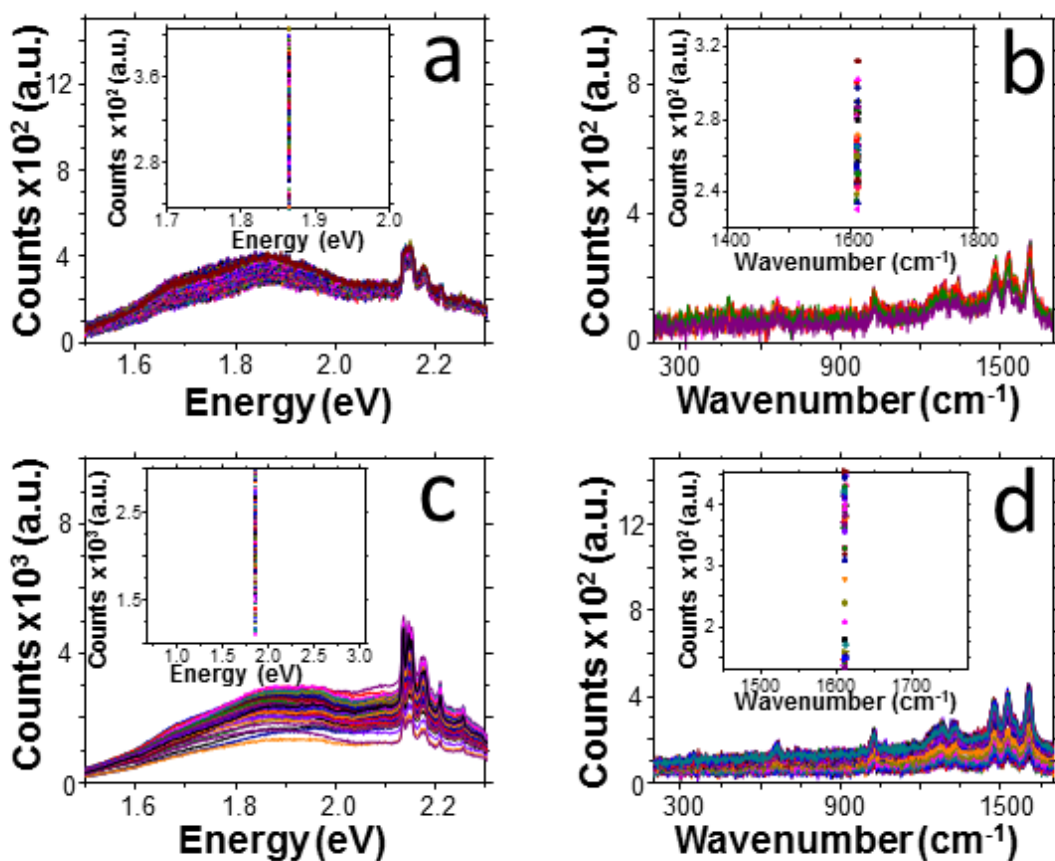 a
Counts x10² (a.u.)
14
12
8
4
0
1.6
1.8
2.0
2.2
Energy (eV)
Counts x10² (a.u.)
3.6
2.8
1.7
1.8
1.9
2.0
Energy (eV)
b
Counts x10² (a.u.)
8
4
0
300
900
1500
Wavenumber (cm⁻¹)
Counts x10² (a.u.)
3.2
2.8
2.4
1400
1600
1800
Wavenumber (cm⁻¹)
c
Counts x10³ (a.u.)
8
4
0
1.6
1.8
2.0
2.2
Energy (eV)
Counts x10³ (a.u.)
2.5
1.5
1.0
1.5
2.0
2.5
3.0
Energy (eV)
d
Counts x10² (a.u.)
12
8
4
0
300
900
1500
Wavenumber (cm⁻¹)
Counts x10² (a.u.)
4
3
2
1500
1600
1700
Wavenumber (cm⁻¹)